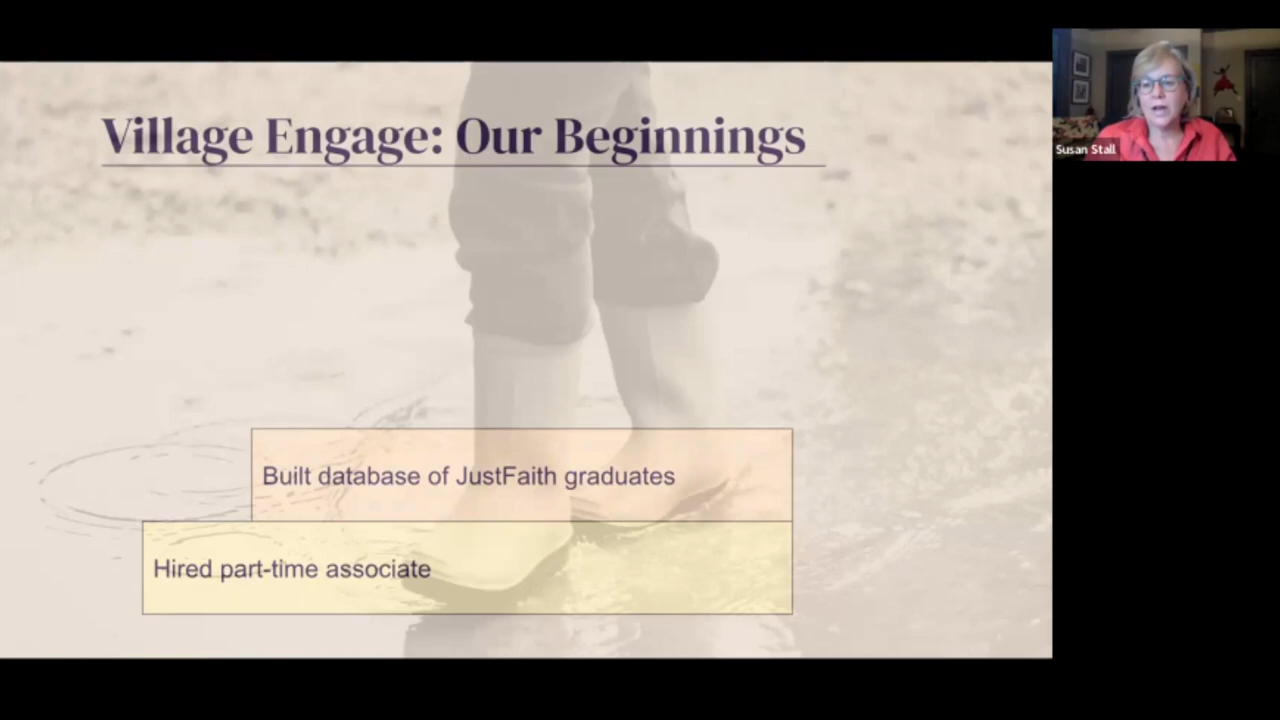 Village Engage: Our Beginnings
Susan Stall
Built database of JustFaith graduates
Hired part-time associate